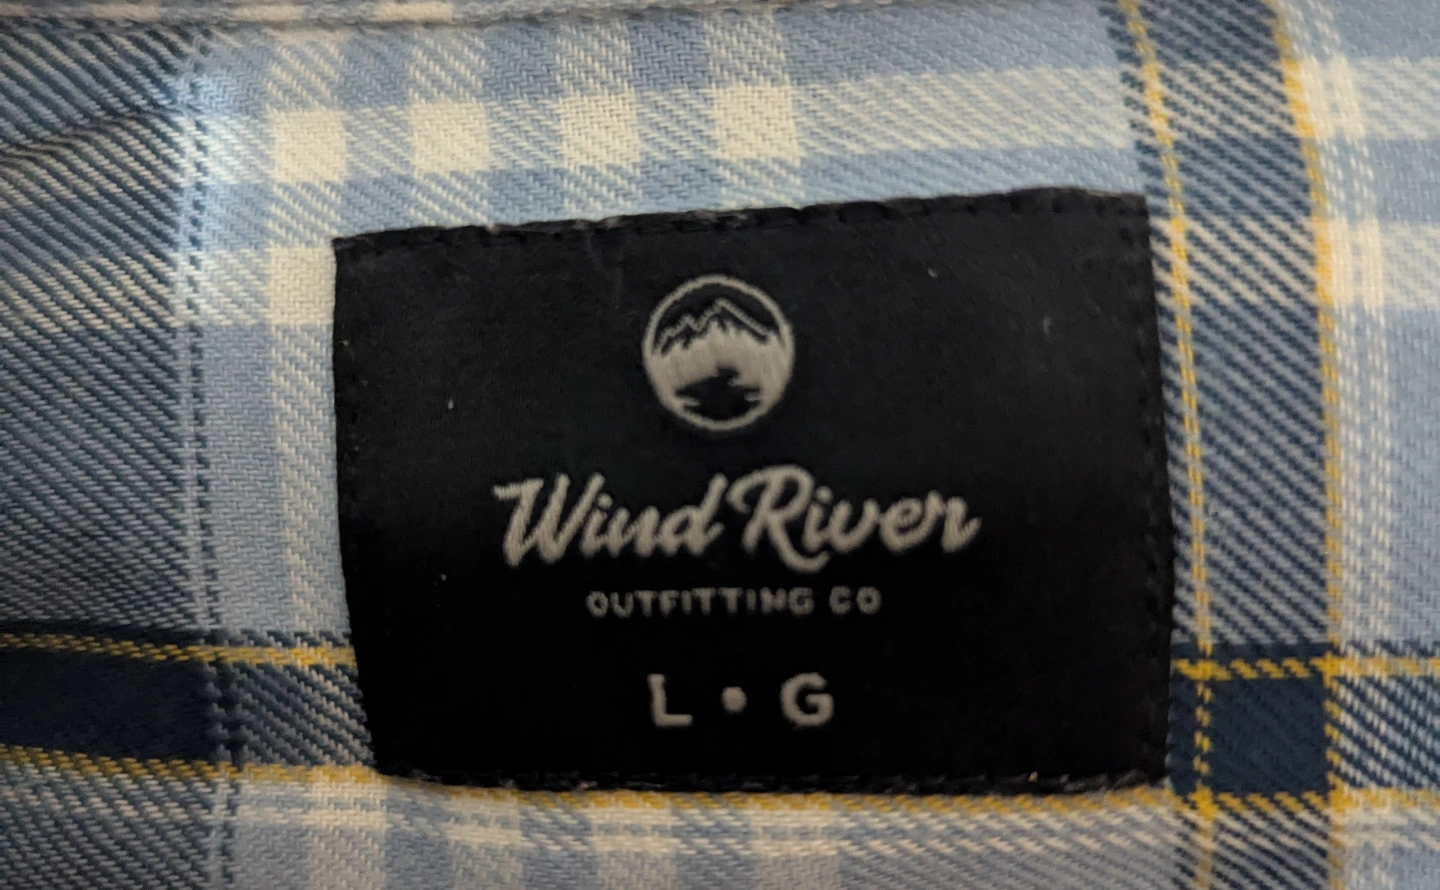 Wind River
OUTFITTING CO
L • G